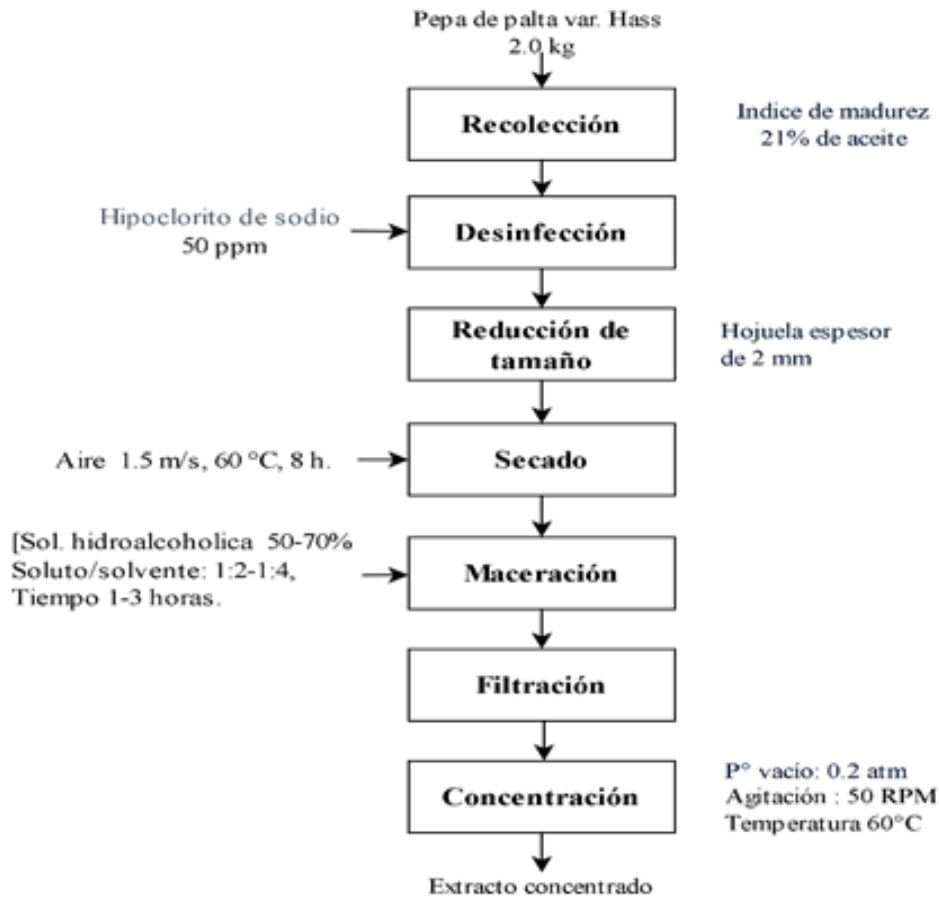 Pepa de palta var. Hass
2.0 kg
Recolección
Indice de madurez
21% de aceite
Hipoclorito de sodio
50 ppm
Desinfección
Reducción de
tamaño
Hojuela espesor
de 2 mm
Aire 1.5 m/s, 60 °C, 8 h.
Secado
[Sol. hidroalcoholica 50-70%
Soluto/solvente: 1:2-1:4,
Tiempo 1-3 horas.
Maceración
Filtración
Concentración
P° vacío: 0.2 atm
Agitación : 50 RPM
Temperatura 60°C
Extracto concentrado